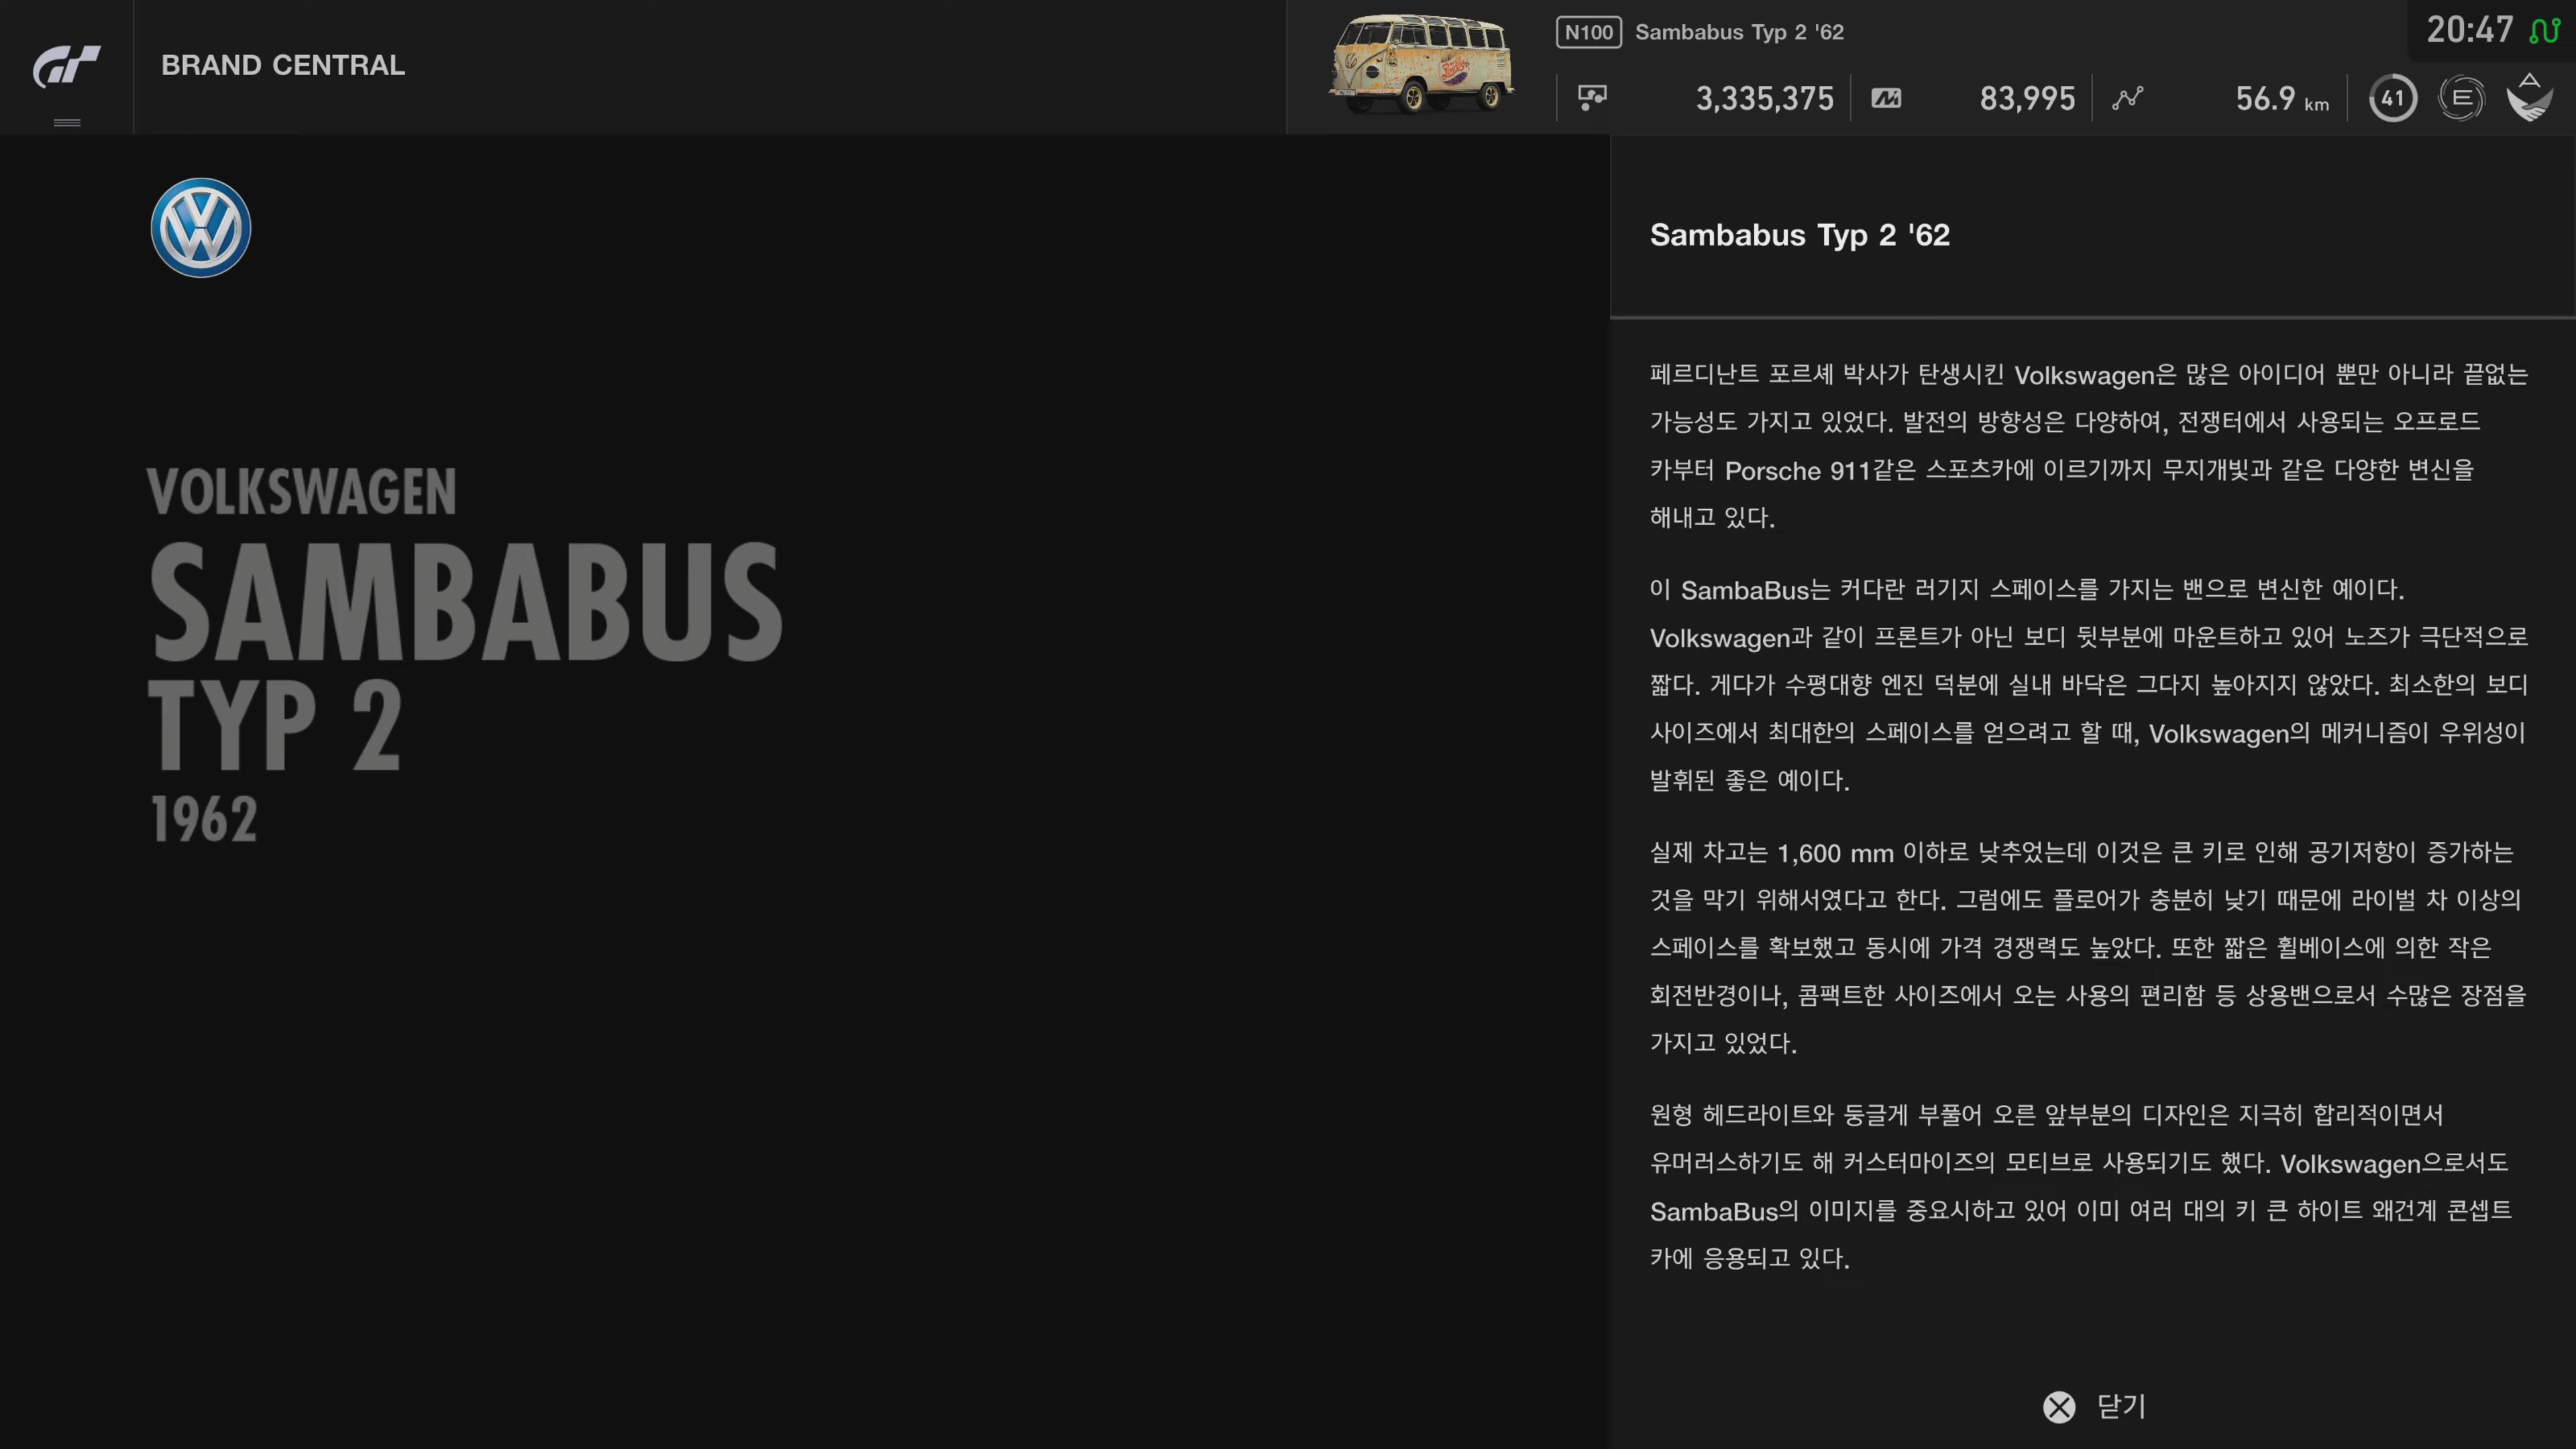 BRAND CENTRAL
N100 Sambabus Typ 2 '62
20:47
3,335,375
83,995
56.9 km
41
E
A
VOLKSWAGEN
SAMBABUS
TYP 2
1962
Sambabus Typ 2 '62
페르디난트 포르셰 박사가 탄생시킨 Volkswagen은 많은 아이디어 뿐만 아니라 끝없는
가능성도 가지고 있었다. 발전의 방향성은 다양하여, 전쟁터에서 사용되는 오프로드
카부터 Porsche 911같은 스포츠카에 이르기까지 무지개빛과 같은 다양한 변신을
해내고 있다.
이 SambaBus는 커다란 러기지 스페이스를 가지는 밴으로 변신한 예이다.
Volkswagen과 같이 프론트가 아닌 보디 뒷부분에 마운트하고 있어 노즈가 극단적으로
짧다. 게다가 수평대향 엔진 덕분에 실내 바닥은 그다지 높아지지 않았다. 최소한의 보디
사이즈에서 최대한의 스페이스를 얻으려고 할 때, Volkswagen의 메커니즘이 우위성이
발휘된 좋은 예이다.
실제 차고는 1,600 mm 이하로 낮추었는데 이것은 큰 키로 인해 공기저항이 증가하는
것을 막기 위해서였다고 한다. 그럼에도 플로어가 충분히 낮기 때문에 라이벌 차 이상의
스페이스를 확보했고 동시에 가격 경쟁력도 높았다. 또한 짧은 휠베이스에 의한 작은
회전반경이나, 콤팩트한 사이즈에서 오는 사용의 편리함 등 상용밴으로서 수많은 장점을
가지고 있었다.
원형 헤드라이트와 둥글게 부풀어 오른 앞부분의 디자인은 지극히 합리적이면서
유머러스하기도 해 커스터마이즈의 모티브로 사용되기도 했다. Volkswagen으로서도
SambaBus의 이미지를 중요시하고 있어 이미 여러 대의 키 큰 하이트 왜건계 콘셉트
카에 응용되고 있다.
닫기